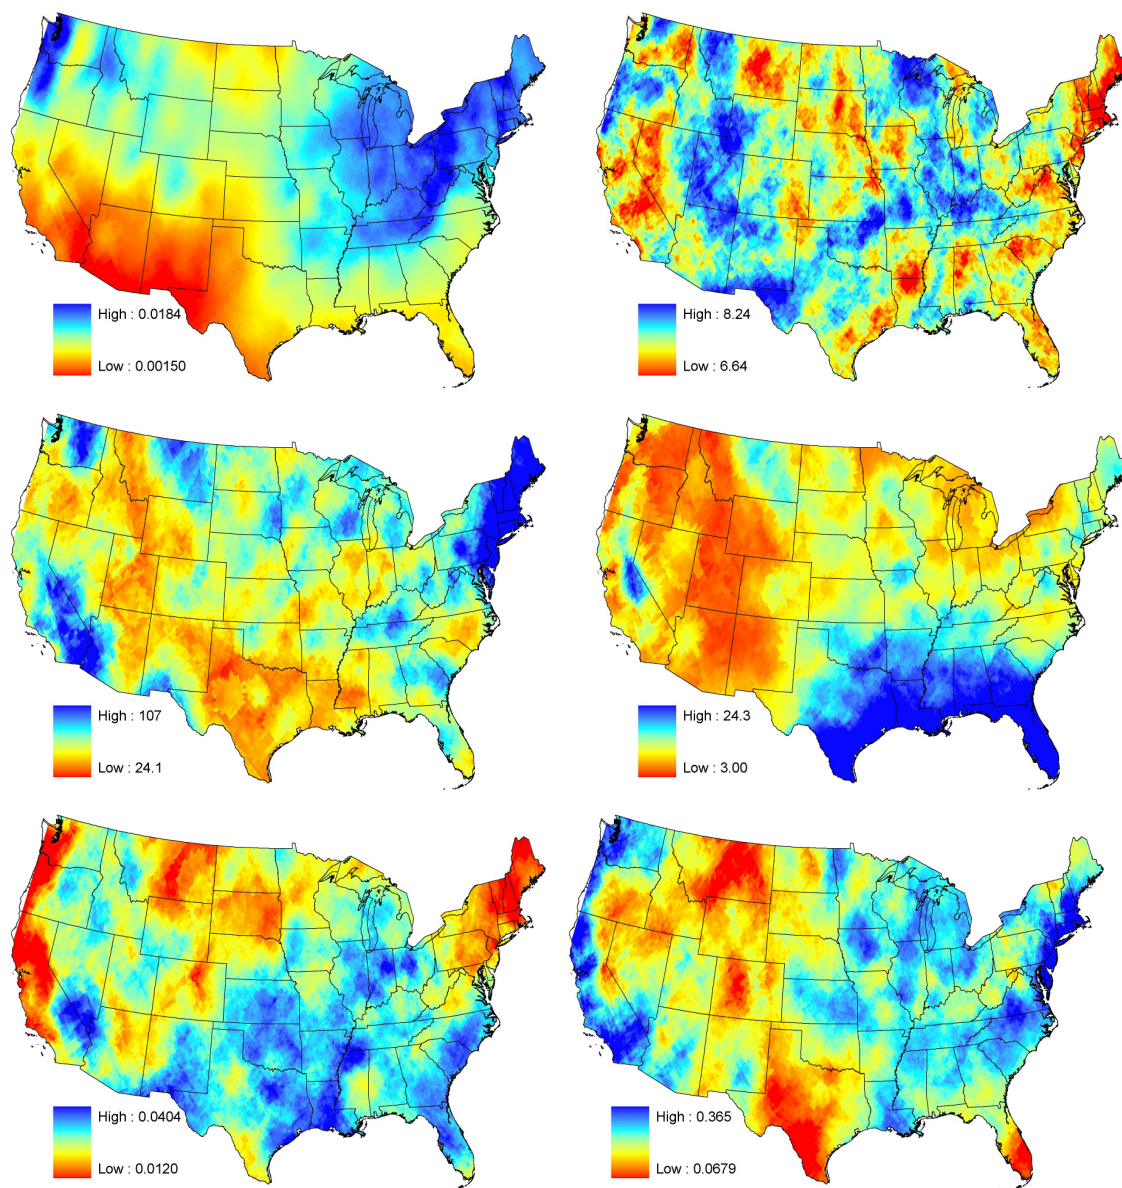 High : 0.0184
Low : 0.00150
High : 8.24
Low : 6.64
High : 107
Low : 24.1
High : 24.3
Low : 3.00
High : 0.0404
Low : 0.0120
High : 0.365
Low : 0.0679